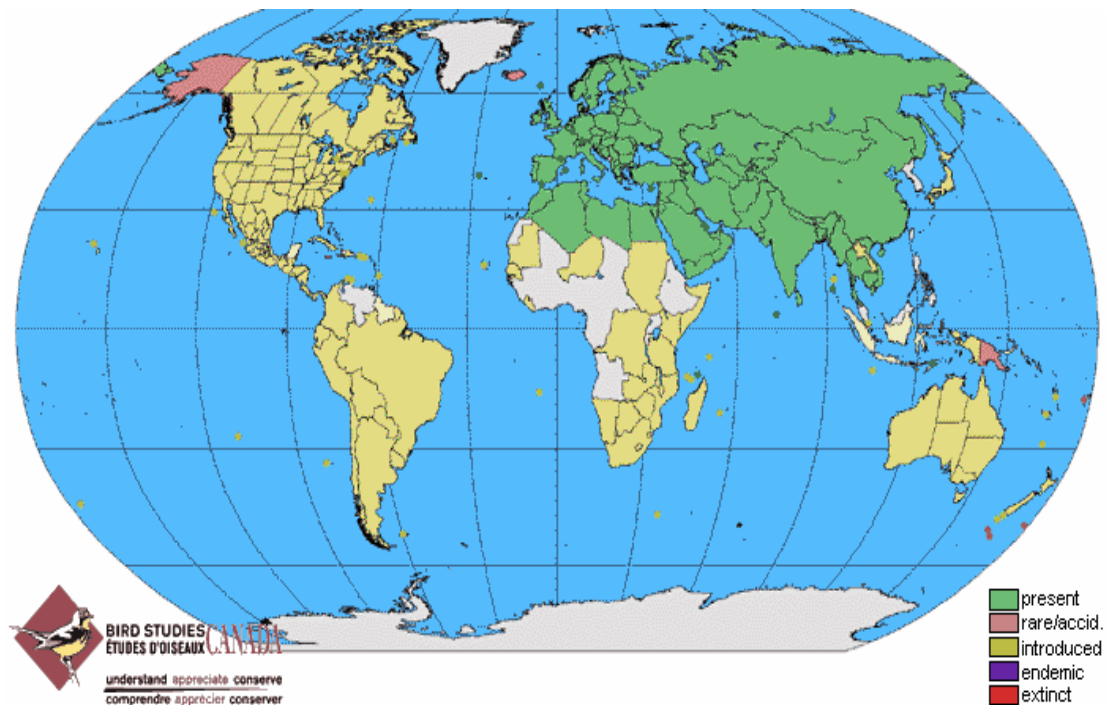 BIRD STUDIES
ÉTUDES D'OISEAUX CANADA
understand appreciate conserve
comprendre apprécier conserver
present
rare/accid.
introduced
endemic
extinct